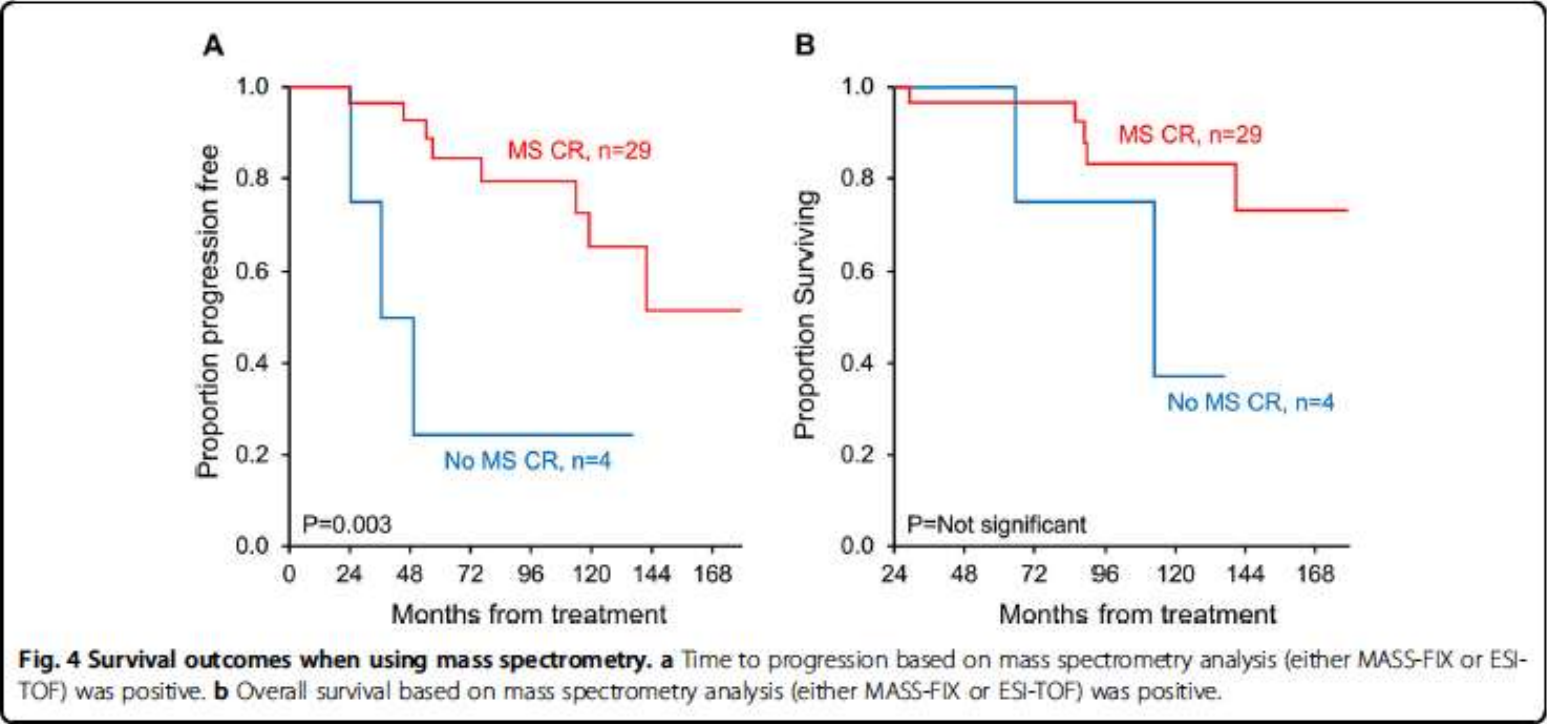 A
Proportion progression free
1.0
0.8
0.6
0.4
0.2
0.0
MS CR, n=29
No MS CR, n=4
P=0.003
0 24 48 72 96 120 144 168
Months from treatment
B
Proportion Surviving
1.0
0.8
0.6
0.4
0.2
0.0
MS CR, n=29
No MS CR, n=4
P=Not significant
24 48 72 96 120 144 168
Months from treatment
Fig. 4 Survival outcomes when using mass spectrometry. a Time to progression based on mass spectrometry analysis (either MASS-FIX or ESI-
TOF) was positive. b Overall survival based on mass spectrometry analysis (either MASS-FIX or ESI-TOF) was positive.